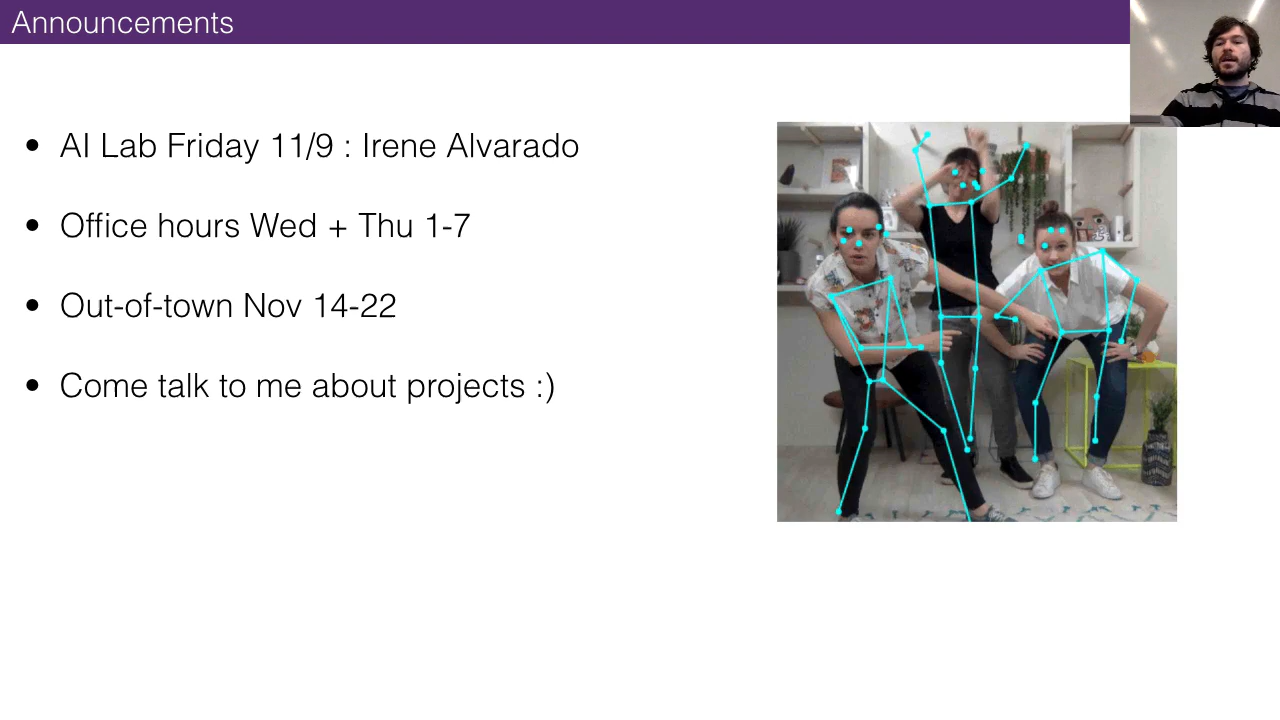 Announcements
• AI Lab Friday 11/9 : Irene Alvarado
• Office hours Wed + Thu 1-7
• Out-of-town Nov 14-22
• Come talk to me about projects :)